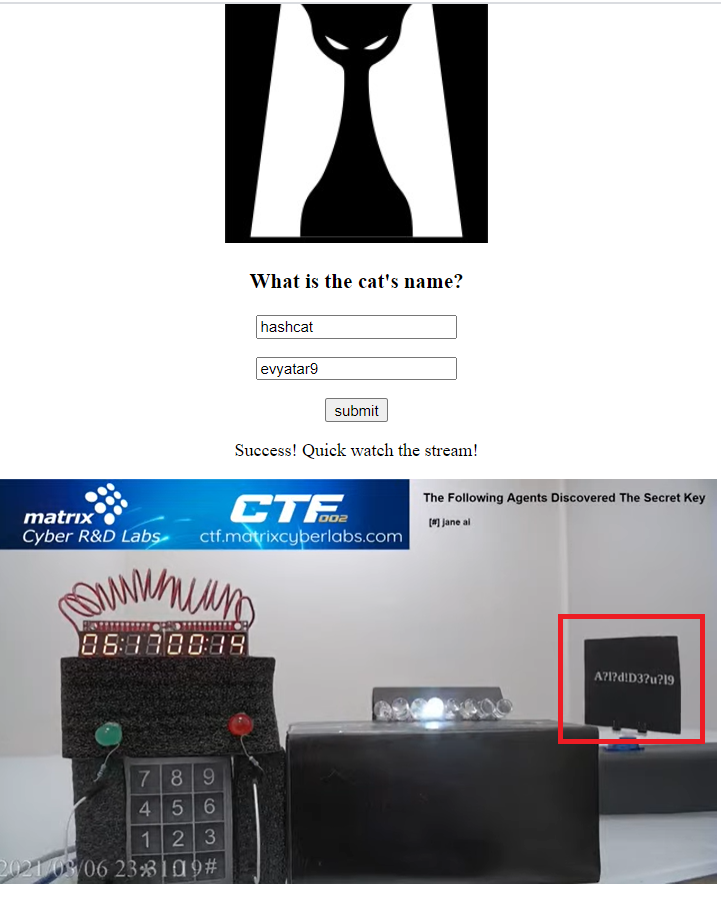 What is the cat's name?
hashcat
evyatar9
submit
Success! Quick watch the stream!
matrix
Cyber R&D Labs
CTF
002
ctf.matrixcyberlabs.com
The Following Agents Discovered The Secret Key
[#] jane ai
06:17 00:14
A?l?d!D3?u?l9
7 8 9
4 5 6
1 2 3
* 0 #
2021/03/06 23:31:19